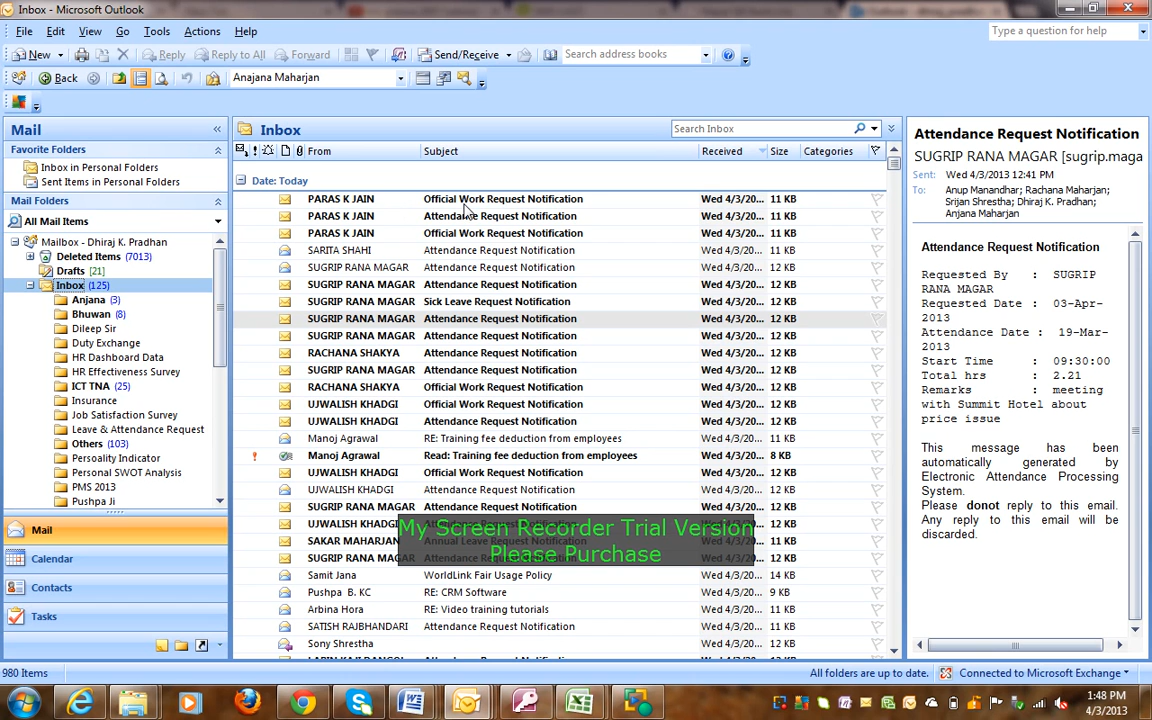 Inbox - Microsoft Outlook
File Edit View Go Tools Actions Help Type a question for help
New Reply Reply to All Forward Send/Receive Search address books
Back Anajana Maharjan
Mail «
Favorite Folders
Inbox in Personal Folders
Sent Items in Personal Folders
Mail Folders
All Mail Items
Mailbox - Dhiraj K. Pradhan
Deleted Items (7013)
Drafts [21]
Inbox (125)
Anjana (3)
Bhuwan (8)
Dileep Sir
Duty Exchange
HR Dashboard Data
HR Effectiveness Survey
ICT TNA (25)
Insurance
Job Satisfaction Survey
Leave & Attendance Request
Others (103)
Persoality Indicator
Personal SWOT Analysis
PMS 2013
Pushpa Ji
Mail
Calendar
Contacts
Tasks
Inbox Search Inbox
From Subject Received Size Categories
Date: Today
PARAS K JAIN Official Work Request Notification Wed 4/3/20... 11 KB
PARAS K JAIN Attendance Request Notification Wed 4/3/20... 11 KB
PARAS K JAIN Official Work Request Notification Wed 4/3/20... 11 KB
SARITA SHAHI Attendance Request Notification Wed 4/3/20... 11 KB
SUGRIP RANA MAGAR Attendance Request Notification Wed 4/3/20... 12 KB
SUGRIP RANA MAGAR Attendance Request Notification Wed 4/3/20... 12 KB
SUGRIP RANA MAGAR Sick Leave Request Notification Wed 4/3/20... 12 KB
SUGRIP RANA MAGAR Attendance Request Notification Wed 4/3/20... 12 KB
SUGRIP RANA MAGAR Attendance Request Notification Wed 4/3/20... 12 KB
RACHANA SHAKYA Attendance Request Notification Wed 4/3/20... 11 KB
SUGRIP RANA MAGAR Attendance Request Notification Wed 4/3/20... 12 KB
RACHANA SHAKYA Official Work Request Notification Wed 4/3/20... 12 KB
UJWALISH KHADGI Official Work Request Notification Wed 4/3/20... 12 KB
UJWALISH KHADGI Attendance Request Notification Wed 4/3/20... 11 KB
Manoj Agrawal RE: Training fee deduction from employees Wed 4/3/20... 11 KB
Manoj Agrawal Read: Training fee deduction from employees Wed 4/3/20... 8 KB
UJWALISH KHADGI Official Work Request Notification Wed 4/3/20... 12 KB
UJWALISH KHADGI Attendance Request Notification Wed 4/3/20... 12 KB
UJWALISH KHADGI Attendance Request Notification Wed 4/3/20... 12 KB
UJWALISH KHADGI Wed 4/3/20... 11 KB
SAKAR MAHARJAN Annual Leave Request Notification Wed 4/3/20... 11 KB
SUGRIP RANA MAGAR Attendance Request Notification Wed 4/3/20... 12 KB
Samit Jana WorldLink Fair Usage Policy Wed 4/3/20... 14 KB
Pushpa B. KC RE: CRM Software Wed 4/3/20... 9 KB
Arbina Hora RE: Video training tutorials Wed 4/3/20... 11 KB
SATISH RAJBHANDARI Attendance Request Notification Wed 4/3/20... 11 KB
Sony Shrestha Wed 4/3/20... 11 KB
My Screen Recorder Trial Version
Please Purchase
Attendance Request Notification
SUGRIP RANA MAGAR [sugrip.maga
Sent: Wed 4/3/2013 12:41 PM
To: Anup Manandhar; Rachana Maharjan;
Srijan Shrestha; Dhiraj K. Pradhan;
Anjana Maharjan
Attendance Request Notification
Requested By : SUGRIP
RANA MAGAR
Requested Date : 03-Apr-
2013
Attendance Date : 19-Mar-
2013
Start Time : 09:30:00
Total hrs : 2.21
Remarks : meeting
with Summit Hotel about
price issue
This message has been
automatically generated by
Electronic Attendance Processing
System.
Please donot reply to this email.
Any reply to this email will be
discarded.
980 Items All folders are up to date. Connected to Microsoft Exchange
1:48 PM
4/3/2013